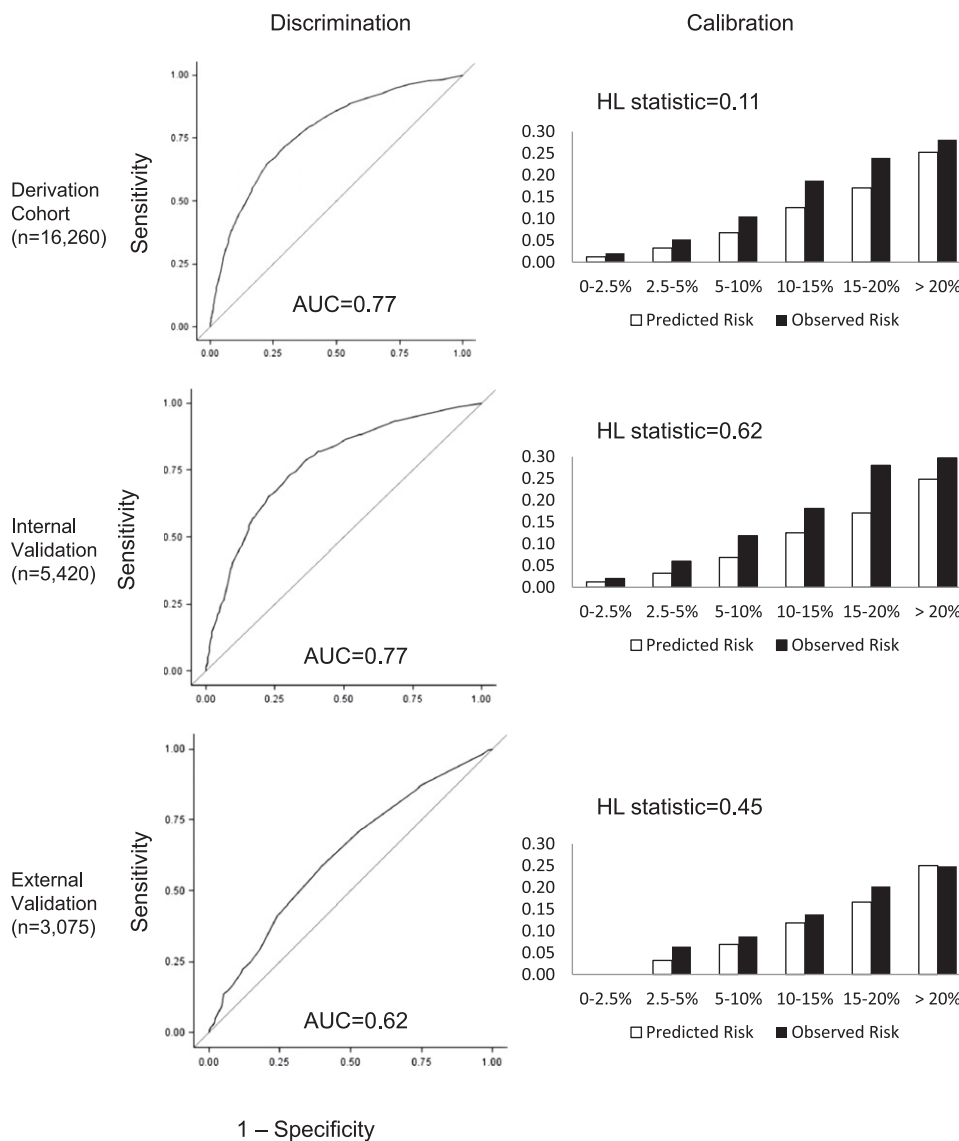 Discrimination
Calibration
Derivation
Cohort
(n=16,260)
Sensitivity
1.00
0.75
0.50
0.25
0.00
0.00
0.25
0.50
0.75
1.00
AUC=0.77
HL statistic=0.11
0.30
0.25
0.20
0.15
0.10
0.05
0.00
0-2.5% 2.5-5% 5-10% 10-15% 15-20% > 20%
Predicted Risk Observed Risk
Internal
Validation
(n=5,420)
Sensitivity
1.00
0.75
0.50
0.25
0.00
0.00
0.25
0.50
0.75
1.00
AUC=0.77
HL statistic=0.62
0.30
0.25
0.20
0.15
0.10
0.05
0.00
0-2.5% 2.5-5% 5-10% 10-15% 15-20% > 20%
Predicted Risk Observed Risk
External
Validation
(n=3,075)
Sensitivity
1.00
0.75
0.50
0.25
0.00
0.00
0.25
0.50
0.75
1.00
AUC=0.62
HL statistic=0.45
0.30
0.25
0.20
0.15
0.10
0.05
0.00
0-2.5% 2.5-5% 5-10% 10-15% 15-20% > 20%
Predicted Risk Observed Risk
1 – Specificity